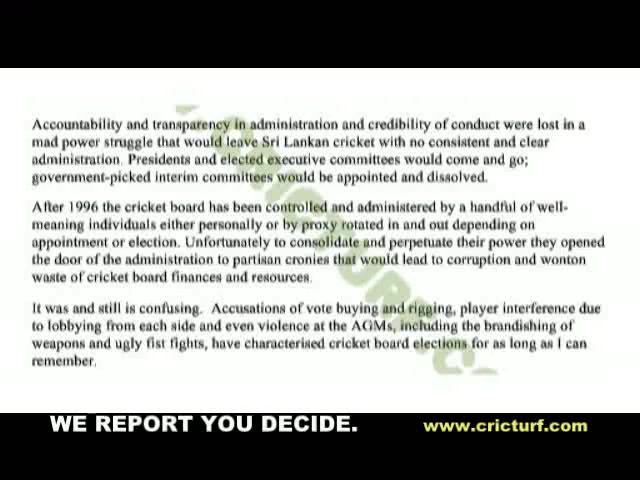 Accountability and transparency in administration and credibility of conduct were lost in a
mad power struggle that would leave Sri Lankan cricket with no consistent and clear
administration. Presidents and elected executive committees would come and go;
government-picked interim committees would be appointed and dissolved.
After 1996 the cricket board has been controlled and administered by a handful of well-
meaning individuals either personally or by proxy rotated in and out depending on
appointment or election. Unfortunately to consolidate and perpetuate their power they opened
the door of the administration to partisan cronies that would lead to corruption and wonton
waste of cricket board finances and resources.
It was and still is confusing. Accusations of vote buying and rigging, player interference due
to lobbying from each side and even violence at the AGMs, including the brandishing of
weapons and ugly fist fights, have characterised cricket board elections for as long as I can
remember.
WE REPORT YOU DECIDE.
www.cricturf.com